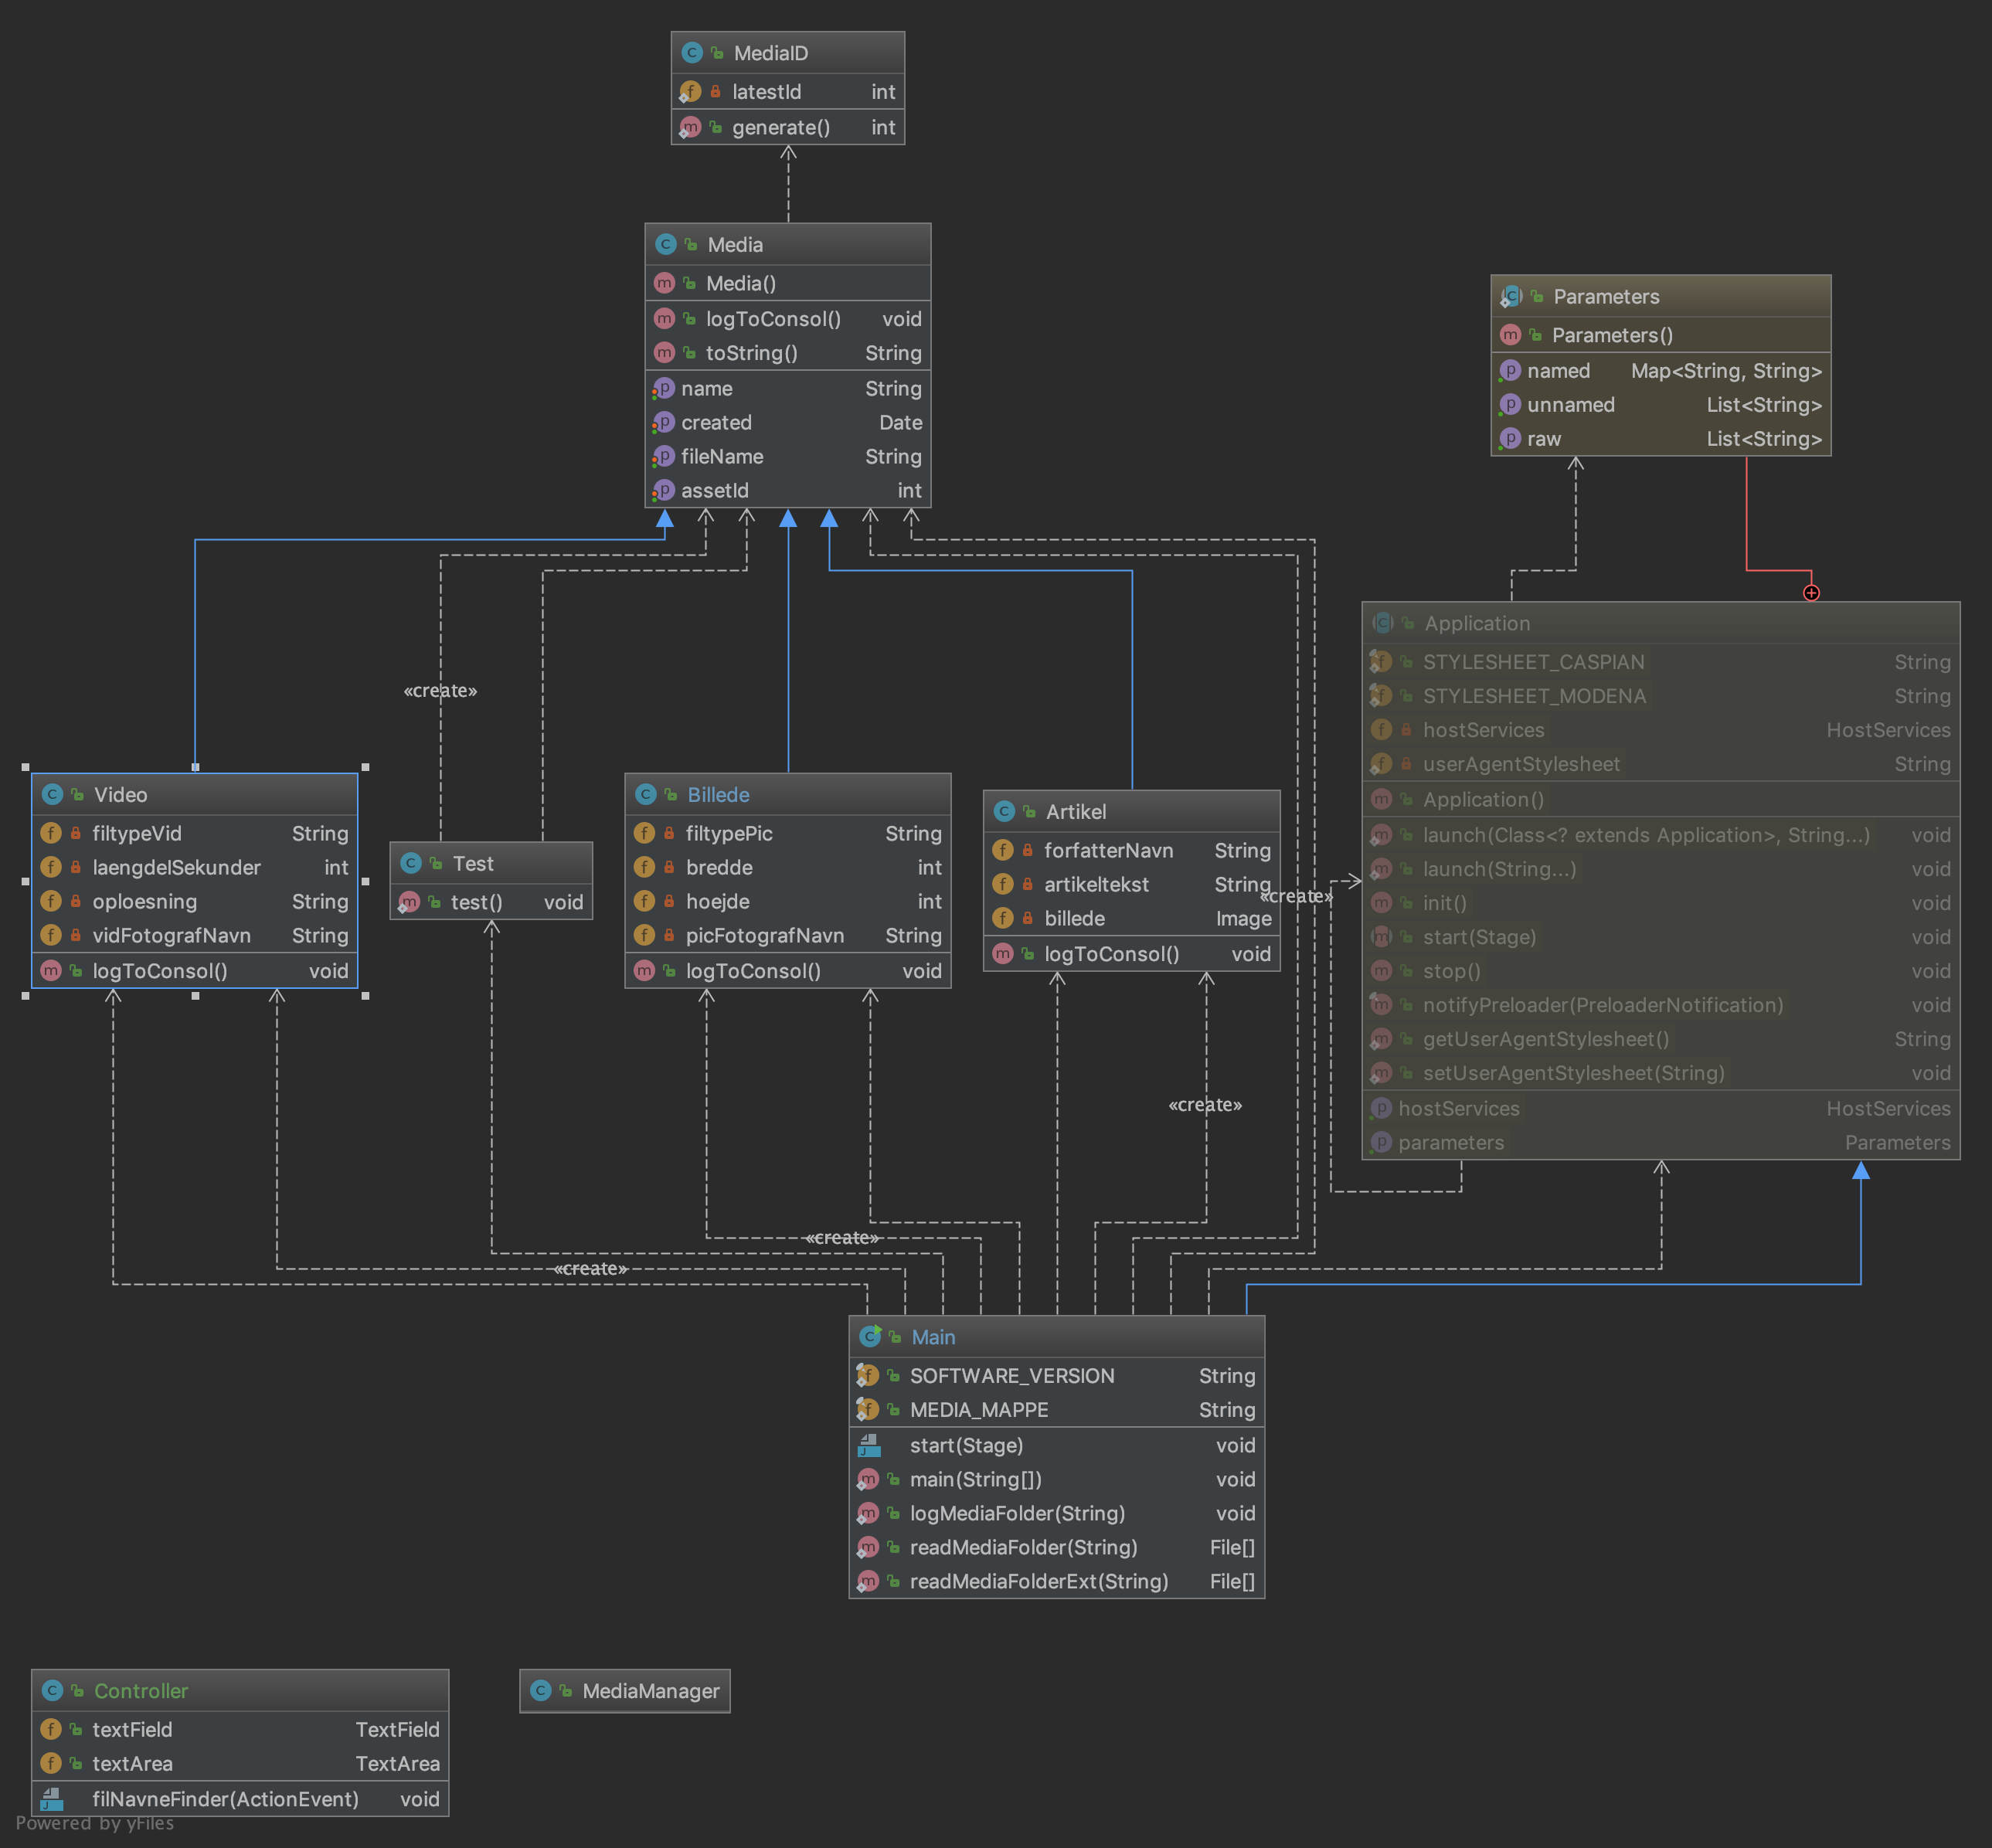 MediaID
latestId int
generate() int
Media
Media()
logToConsol() void
toString() String
name String
created Date
fileName String
assetId int
Parameters
Parameters()
named Map<String, String>
unnamed List<String>
raw List<String>
«create»
Application
STYLESHEET_CASPIAN String
STYLESHEET_MODENA String
hostServices HostServices
userAgentStylesheet String
Application()
launch(Class<? extends Application>, String...) void
launch(String...) void
init() void
start(Stage) void
stop() void
notifyPreloader(PreloaderNotification) void
getUserAgentStylesheet() String
setUserAgentStylesheet(String) void
hostServices HostServices
parameters Parameters
Video
filtypeVid String
laengdeISekunder int
oploesning String
vidFotografNavn String
logToConsol() void
Test
test() void
Billede
filtypePic String
bredde int
hoejde int
picFotografNavn String
logToConsol() void
Artikel
forfatterNavn String
artikeltekst String
billede Image
logToConsol() void
«create»
«create»
«create»
«create»
Main
SOFTWARE_VERSION String
MEDIA_MAPPE String
start(Stage) void
main(String[]) void
logMediaFolder(String) void
readMediaFolder(String) File[]
readMediaFolderExt(String) File[]
Controller
textField TextField
textArea TextArea
filNavneFinder(ActionEvent) void
MediaManager
Powered by yFiles